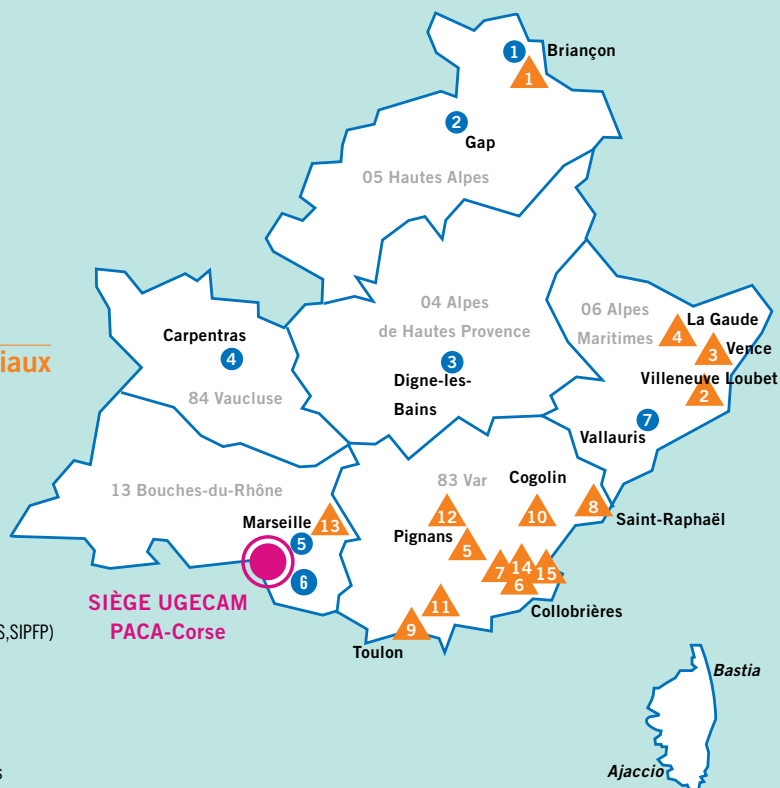 1
Briançon
1
2
Gap
05 Hautes Alpes
04 Alpes
de Hautes Provence
06 Alpes
Maritimes
La Gaude
4
3
Vence
Villeneuve Loubet
2
7
Vallauris
Carpentras
4
84 Vaucluse
3
Digne-les-
Bains
iaux
13 Bouches-du-Rhône
Marseille
13
5
6
SIÈGE UGECAM
PACA-Corse
83 Var
Cogolin
12
10
8
Saint-Raphaël
Pignans
5
7
14
15
6
Collobrières
11
9
Toulon
S,SIPFP)
s
Bastia
Ajaccio